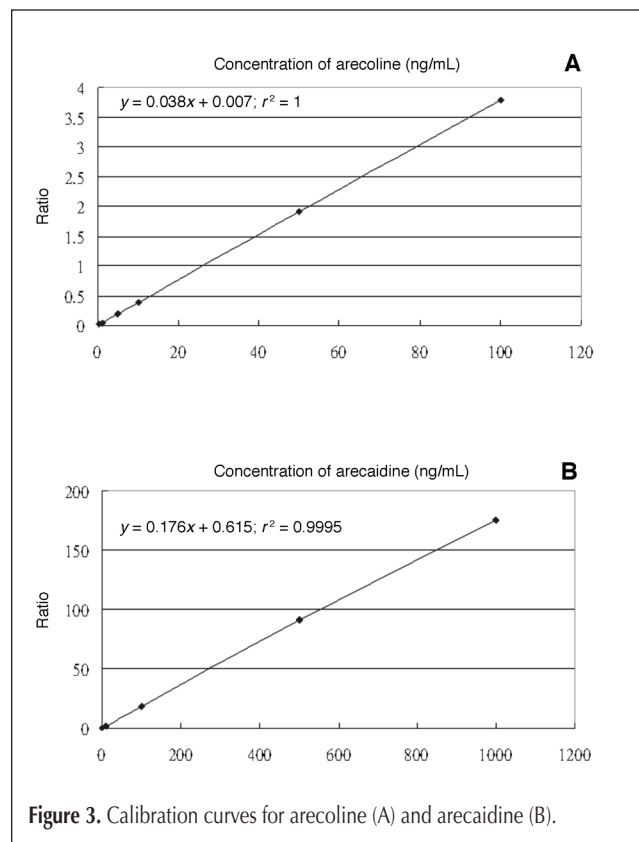 Concentration of arecoline (ng/mL)
A
y = 0.038x + 0.007; r² = 1
Ratio
4
3.5
3
2.5
2
1.5
1
0.5
0
0 20 40 60 80 100 120
Concentration of arecaidine (ng/mL)
B
y = 0.176x + 0.615; r² = 0.9995
Ratio
200
150
100
50
0
0 200 400 600 800 1000 1200
Figure 3. Calibration curves for arecoline (A) and arecaidine (B).